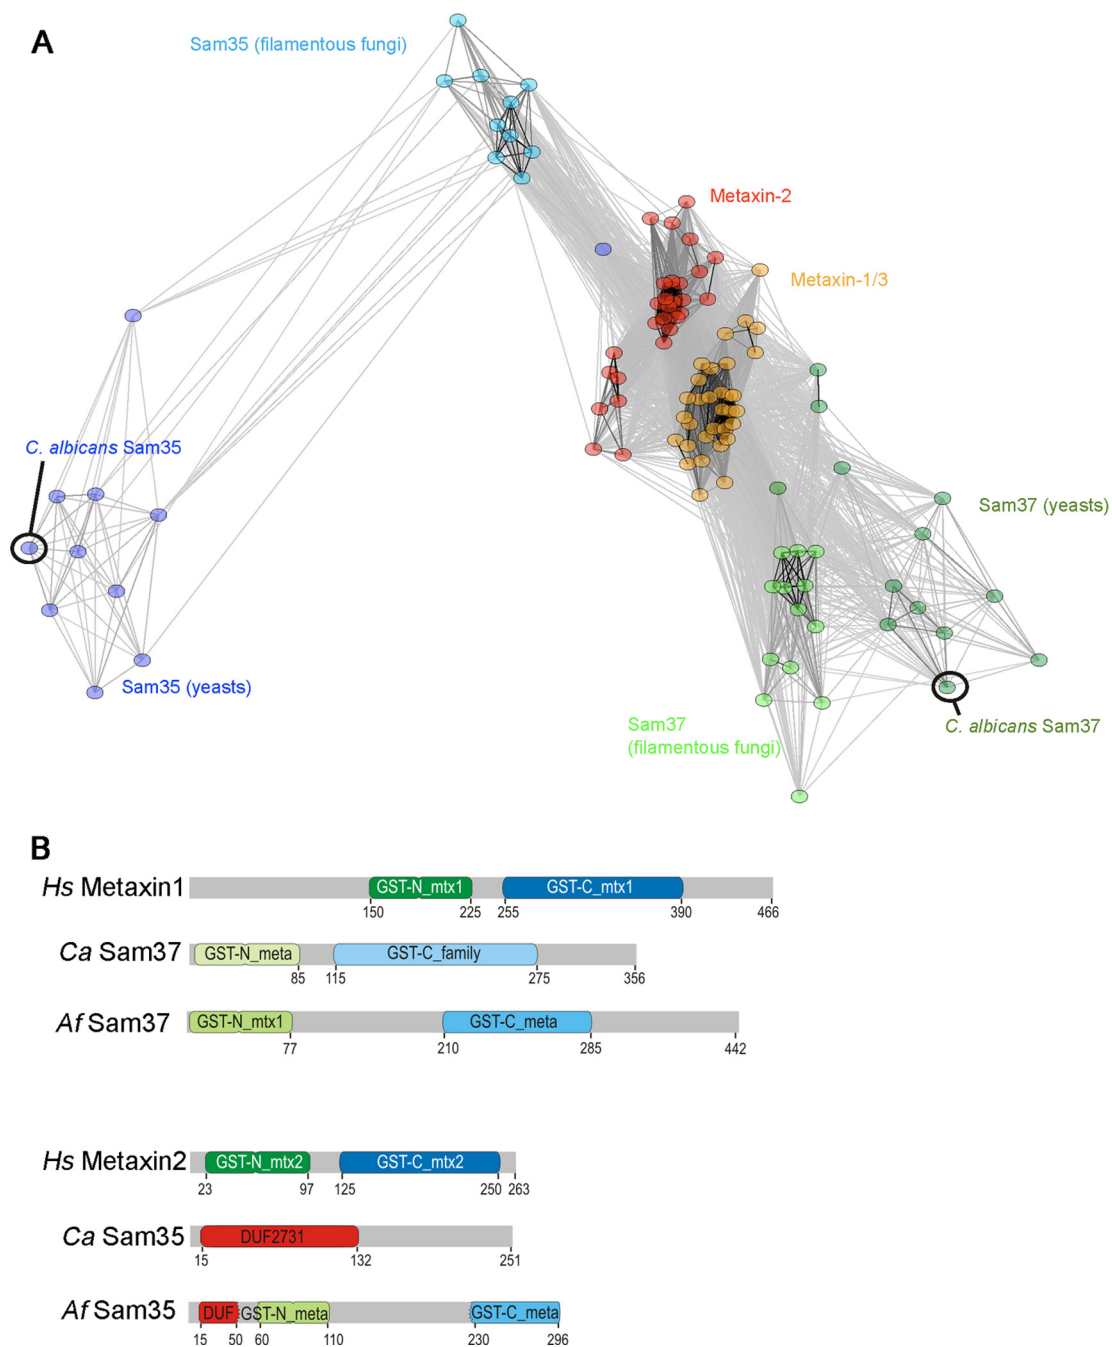 A
Sam35 (filamentous fungi)
Metaxin-2
Metaxin-1/3
C. albicans Sam35
Sam37 (yeasts)
Sam35 (yeasts)
Sam37
(filamentous fungi)
C. albicans Sam37
B
Hs Metaxin1
GST-N_mtx1
GST-C_mtx1
150 225 255 390 466
Ca Sam37
GST-N_meta
GST-C_family
85 115 275 356
Af Sam37
GST-N_mtx1
GST-C_meta
77 210 285 442
Hs Metaxin2
GST-N_mtx2
GST-C_mtx2
23 97 125 250 263
Ca Sam35
DUF2731
15 132 251
Af Sam35
DUF
GST-N_meta
GST-C_meta
15 50 60 110 230 296